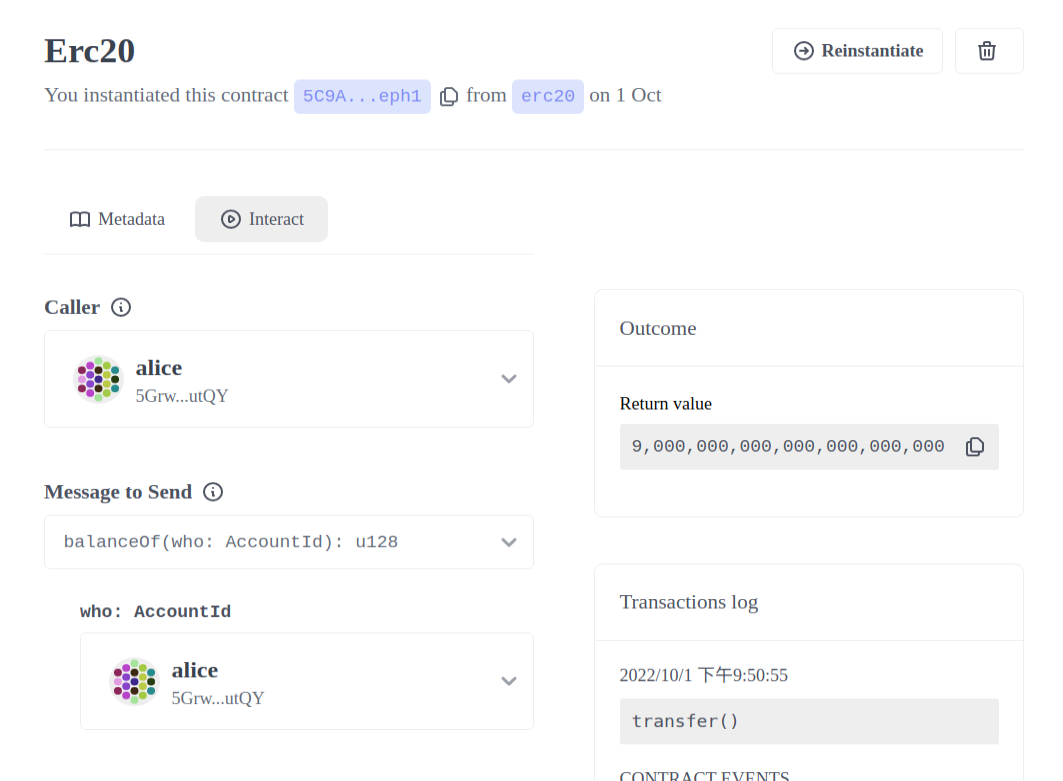 Erc20
Reinstantiate
You instantiated this contract 5C9A...eph1 from erc20 on 1 Oct
Metadata
Interact
Caller
alice
5Grw...utQY
Message to Send
balanceOf(who: AccountId): u128
who: AccountId
alice
5Grw...utQY
Outcome
Return value
9,000,000,000,000,000,000
Transactions log
2022/10/1 下午9:50:55
transfer()
CONTRACT EVENTS